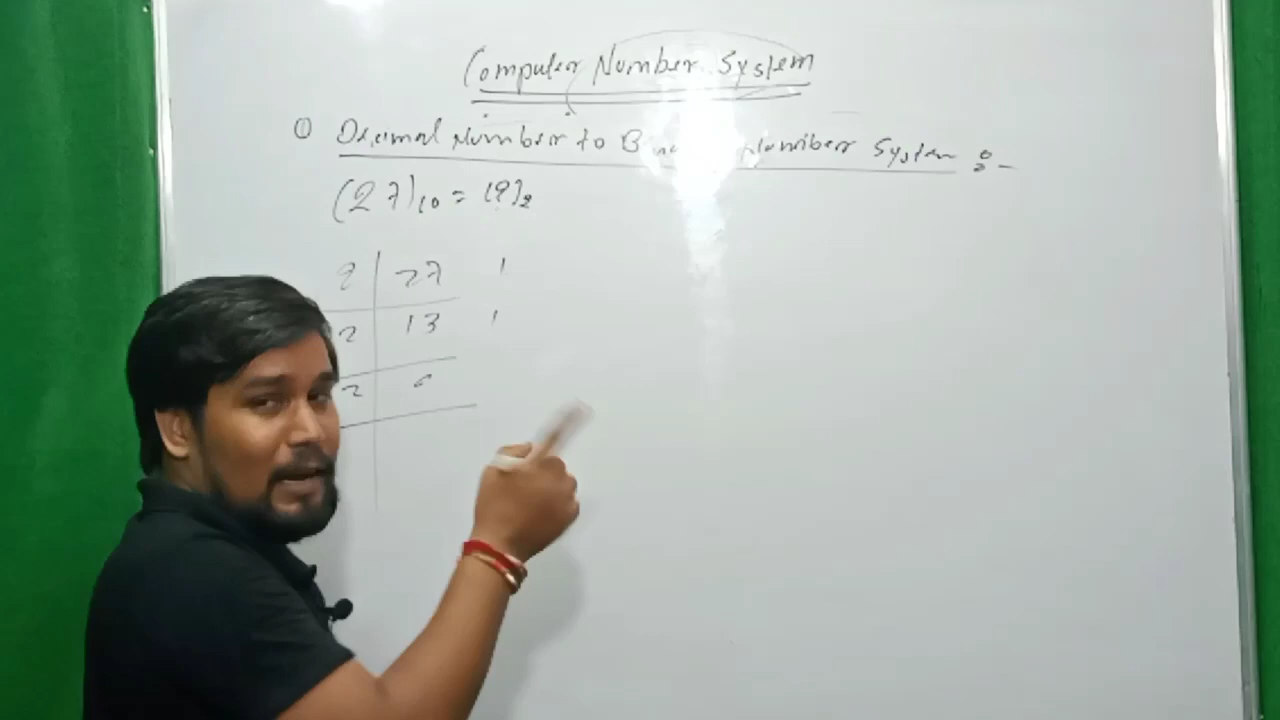 Computer Number System
① Decimal Number to Binary Number System :-
(27)10 = (?)2
2 | 27 1
2 | 13 1
2 | 6